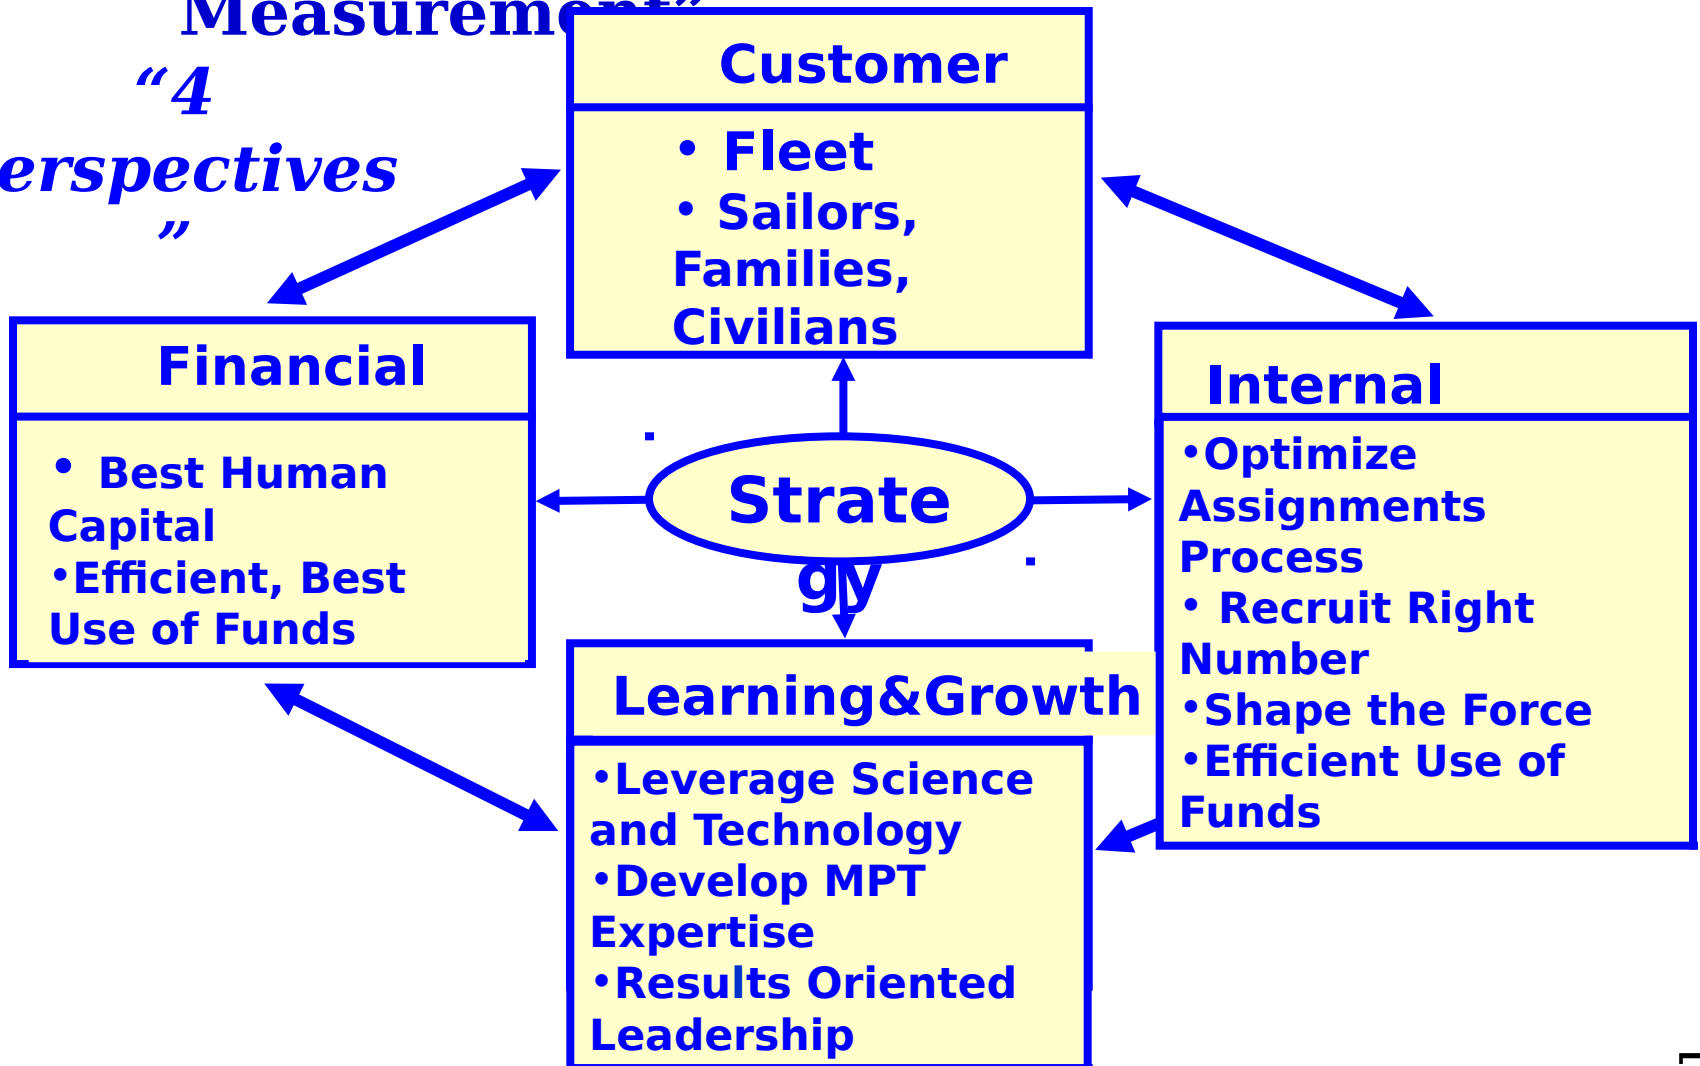 Measurement”
“4
erspectives
”
Customer
• Fleet
• Sailors,
Families,
Civilians
Financial
• Best Human
Capital
•Efficient, Best
Use of Funds
Strate
gy
Internal
•Optimize
Assignments
Process
• Recruit Right
Number
•Shape the Force
•Efficient Use of
Funds
Learning&Growth
•Leverage Science
and Technology
•Develop MPT
Expertise
•Results Oriented
Leadership